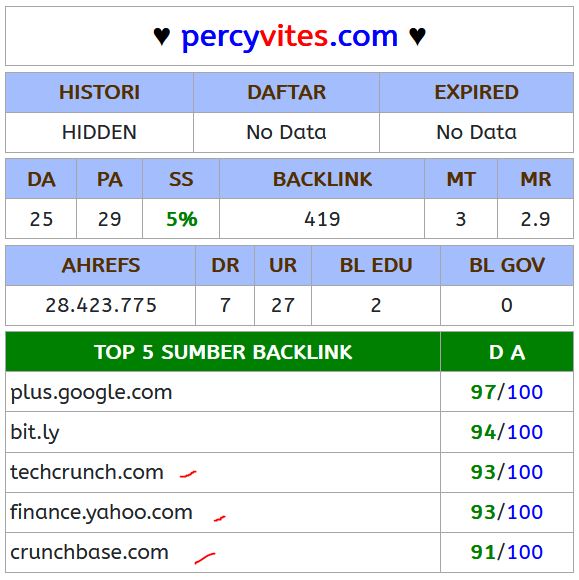 ♥ percyvites.com ♥
HISTORI DAFTAR EXPIRED
HIDDEN No Data No Data
DA PA SS BACKLINK MT MR
25 29 5% 419 3 2.9
AHREFS DR UR BL EDU BL GOV
28.423.775 7 27 2 0
TOP 5 SUMBER BACKLINK D A
plus.google.com 97/100
bit.ly 94/100
techcrunch.com 93/100
finance.yahoo.com 93/100
crunchbase.com 91/100